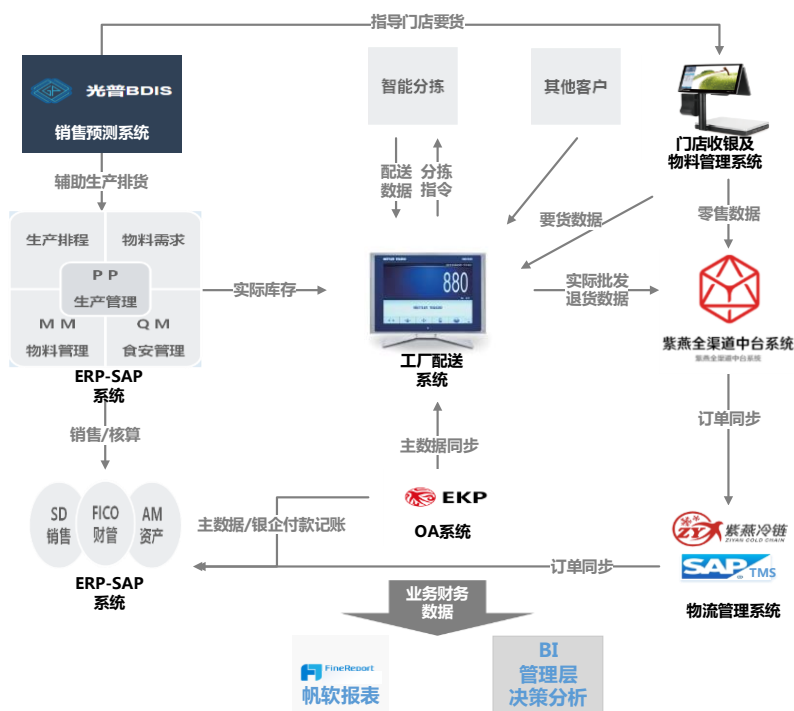 指导门店要货
光普BDIS
销售预测系统
智能分拣
其他客户
门店收银及
物料管理系统
辅助生产排货
配送
数据
分拣
指令
要货数据
零售数据
生产排程
物料需求
PP
生产管理
MM
物料管理
QM
食安管理
ERP-SAP
系统
实际库存
880
工厂配送
系统
实际批发
退货数据
紫燕全渠道中台系统
紫燕全渠道中台系统
销售/核算
主数据同步
订单同步
SD
销售
FICO
财管
AM
资产
ERP-SAP
系统
主数据/银企付款记账
EKP
OA系统
ZY
紫燕冷链
ZIYAN COLD CHAIN
SAP TMS
物流管理系统
订单同步
业务财务
数据
FineReport
帆软报表
BI
管理层
决策分析